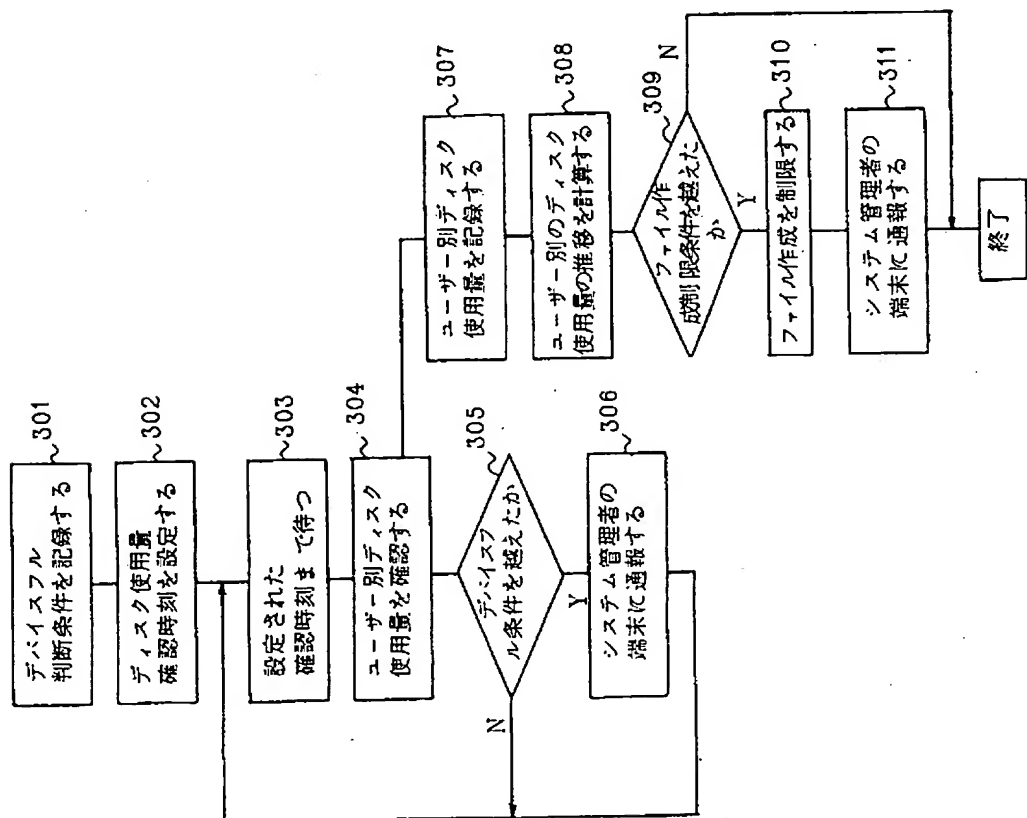 デバイスフル
判断条件を記録する
301
ディスク使用量
確認時刻を設定する
302
設定された
確認時刻まで待つ
303
ユーザー別ディスク
使用量を確認する
304
デバイスフ
ル条件を越えたか
305
N
Y
システム管理者の
端末に通報する
306
ユーザー別ディスク
使用量を記録する
307
ユーザー別のディスク
使用量の推移を計算する
308
ファイル作
成制限条件を越えた
か
309
N
Y
ファイル作成を制限する
310
システム管理者の
端末に通報する
311
終了